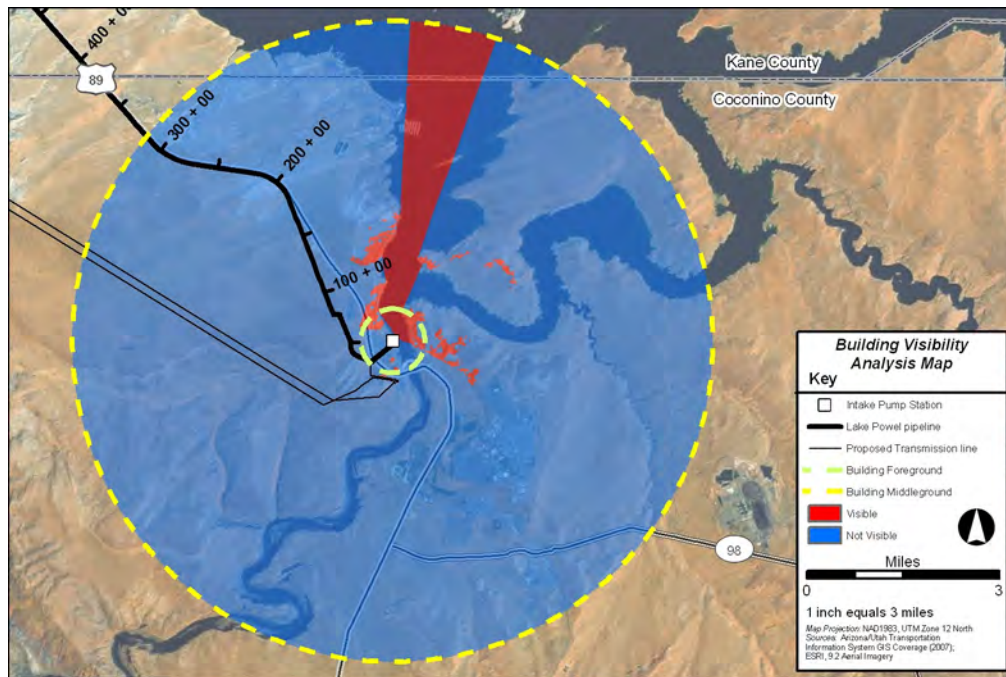 400 + 00
89
Kane County
Coconino County
300 + 00
200 + 00
100 + 00
98
Building Visibility
Analysis Map
Key
Intake Pump Station
Lake Powel pipeline
Proposed Transmission line
Building Foreground
Building Middleground
Visible
Not Visible
Miles
0 3
1 inch equals 3 miles
Map Projection: NAD1983, UTM Zone 12 North
Sources: Arizona/Utah Transportation
Information System GIS Coverage (2007);
ESRI, 9.2 Aerial Imagery